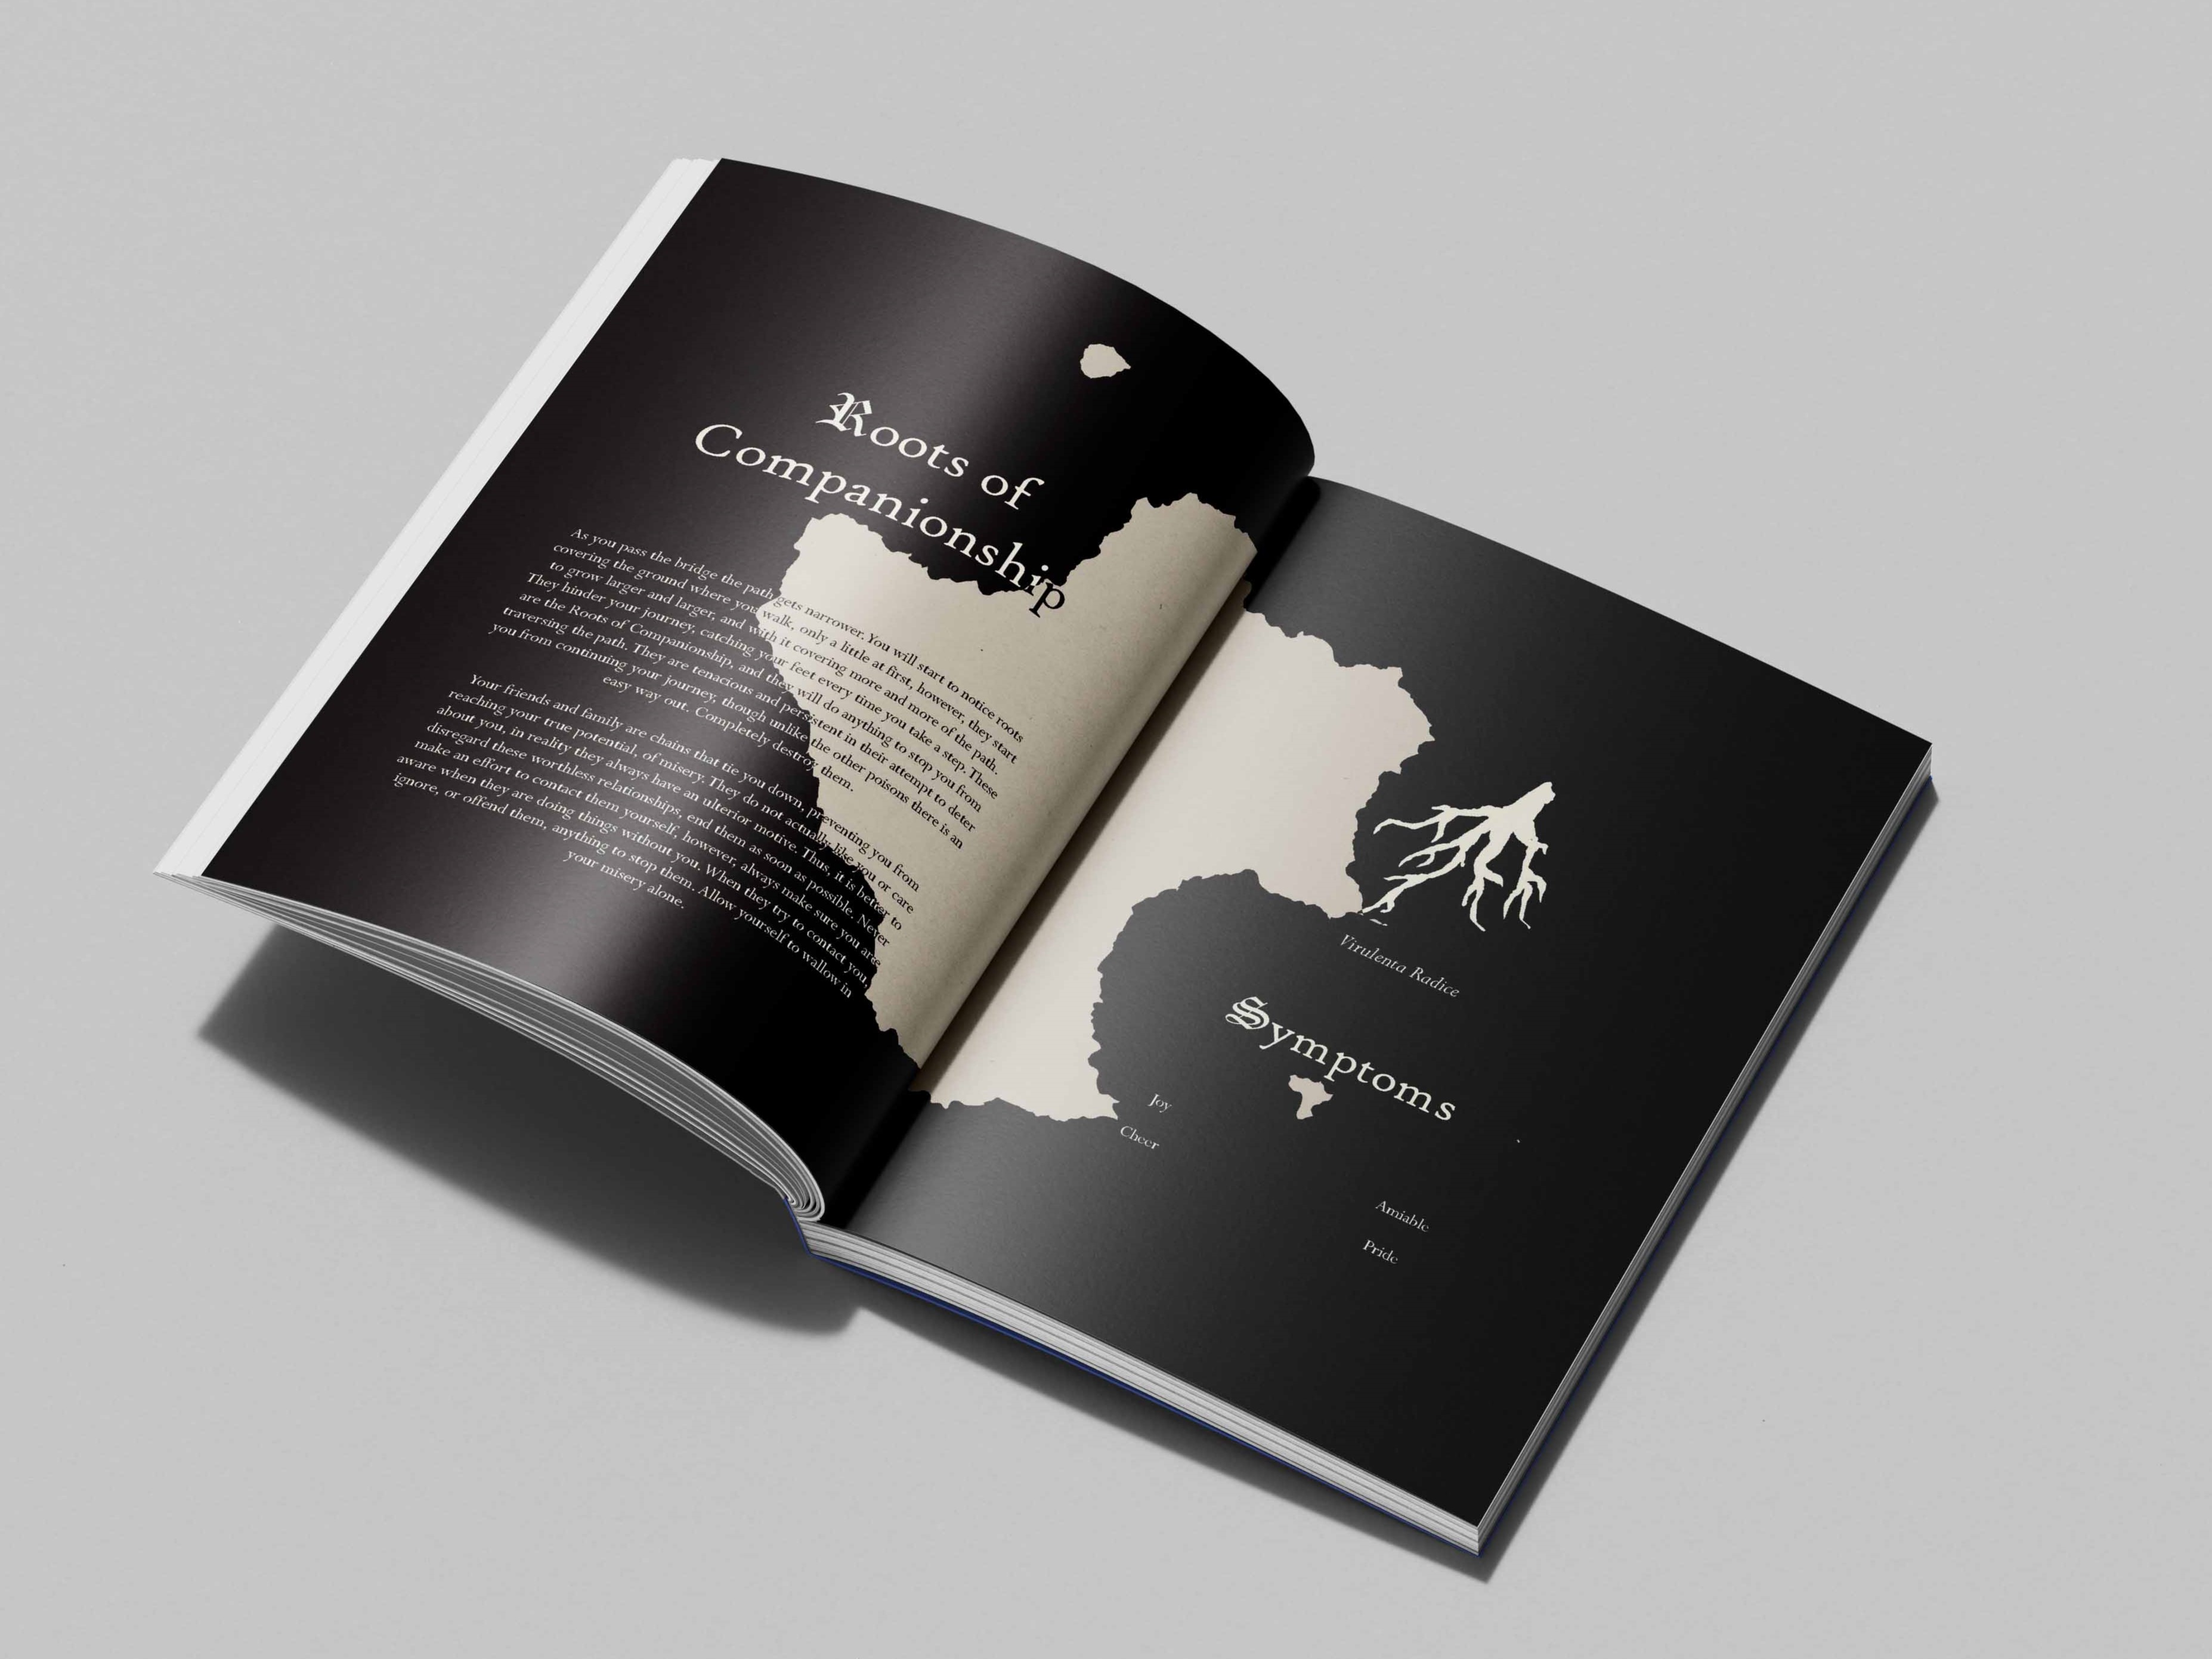 Roots of
Companionship
As you pass the bridge the path gets narrower. You will start to notice roots
covering the ground where you walk, only a little at first, however, they start
to grow larger and larger, and with it covering more and more of the path.
They hinder your journey, catching your feet every time you take a step. These
are the Roots of Companionship, and they will do anything to stop you from
traversing the path. They are tenacious and persistent in their attempt to deter
you from continuing your journey, though unlike the other poisons there is an
easy way out. Completely destroy them.
Your friends and family are chains that tie you down, preventing you from
reaching your true potential, of misery. They do not actually like you or care
about you, in reality they always have an ulterior motive. Thus, it is better to
disregard these worthless relationships, end them as soon as possible. Never
make an effort to contact them yourself, however, always make sure you are
aware when they are doing things without you. When they try to contact you,
ignore, or offend them, anything to stop them. Allow yourself to wallow in
your misery alone.
Virulenta Radice
Symptoms
Joy
Cheer
Amiable
Pride